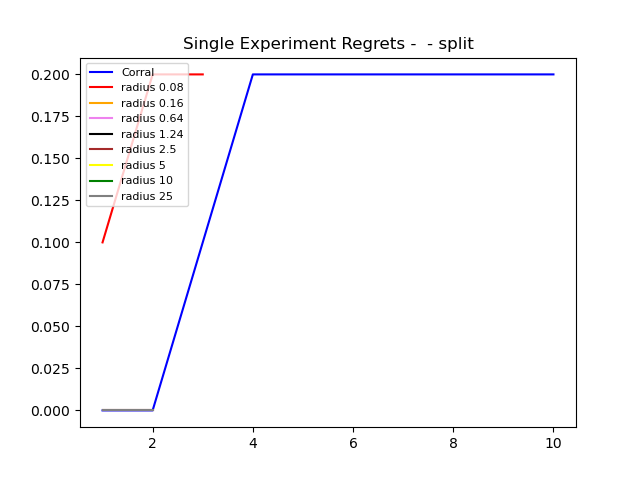 Single Experiment Regrets -  - split
0.200
0.175
0.150
0.125
0.100
0.075
0.050
0.025
0.000
Corral
radius 0.08
radius 0.16
radius 0.64
radius 1.24
radius 2.5
radius 5
radius 10
radius 25
2
4
6
8
10